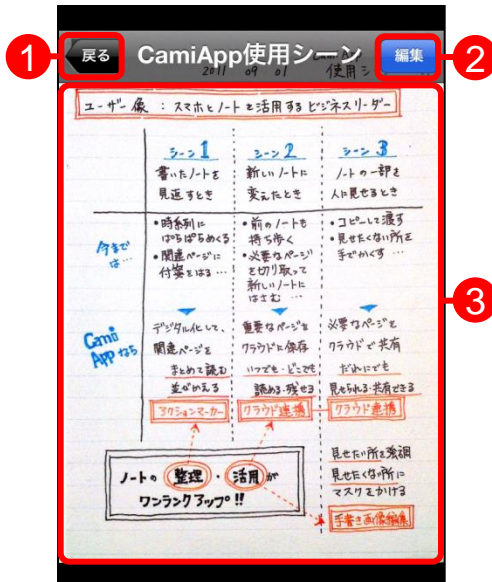 1
戻る
CamiApp使用シーン
編集
2
2011 09 01
使用シ
ユーザー像 : スマホとノートを活用するビジネスリーダー
シーン1
書いたノートを
見返すとき
シーン2
新しいノートに
変えたとき
シーン3
ノートの一部を
人に見せるとき
今まで
は…
・時系列に
ぱらぱらめくる
・関連ページに
付箋をはる…
・前のノートも
持ち歩く
・必要なページ
を切り取って
新しいノートに
はさむ…
・コピーして渡す
・見せたくない所を
手でかくす…
3
Cami
Appなら
デジタル化して、
関連ページを
まとめて読む
並びかえる
アクションマーカー
重要なページを
クラウドに保存
いつでも・どこでも
読める・残せる
クラウド連携
必要なページを
クラウドで共有
だれにでも
見せられる・共有できる
クラウド連携
ノートの整理・活用が
ワンランクアップ!!
見せたい所を強調
見せたくない所に
マスクをかける
手書き画像編集